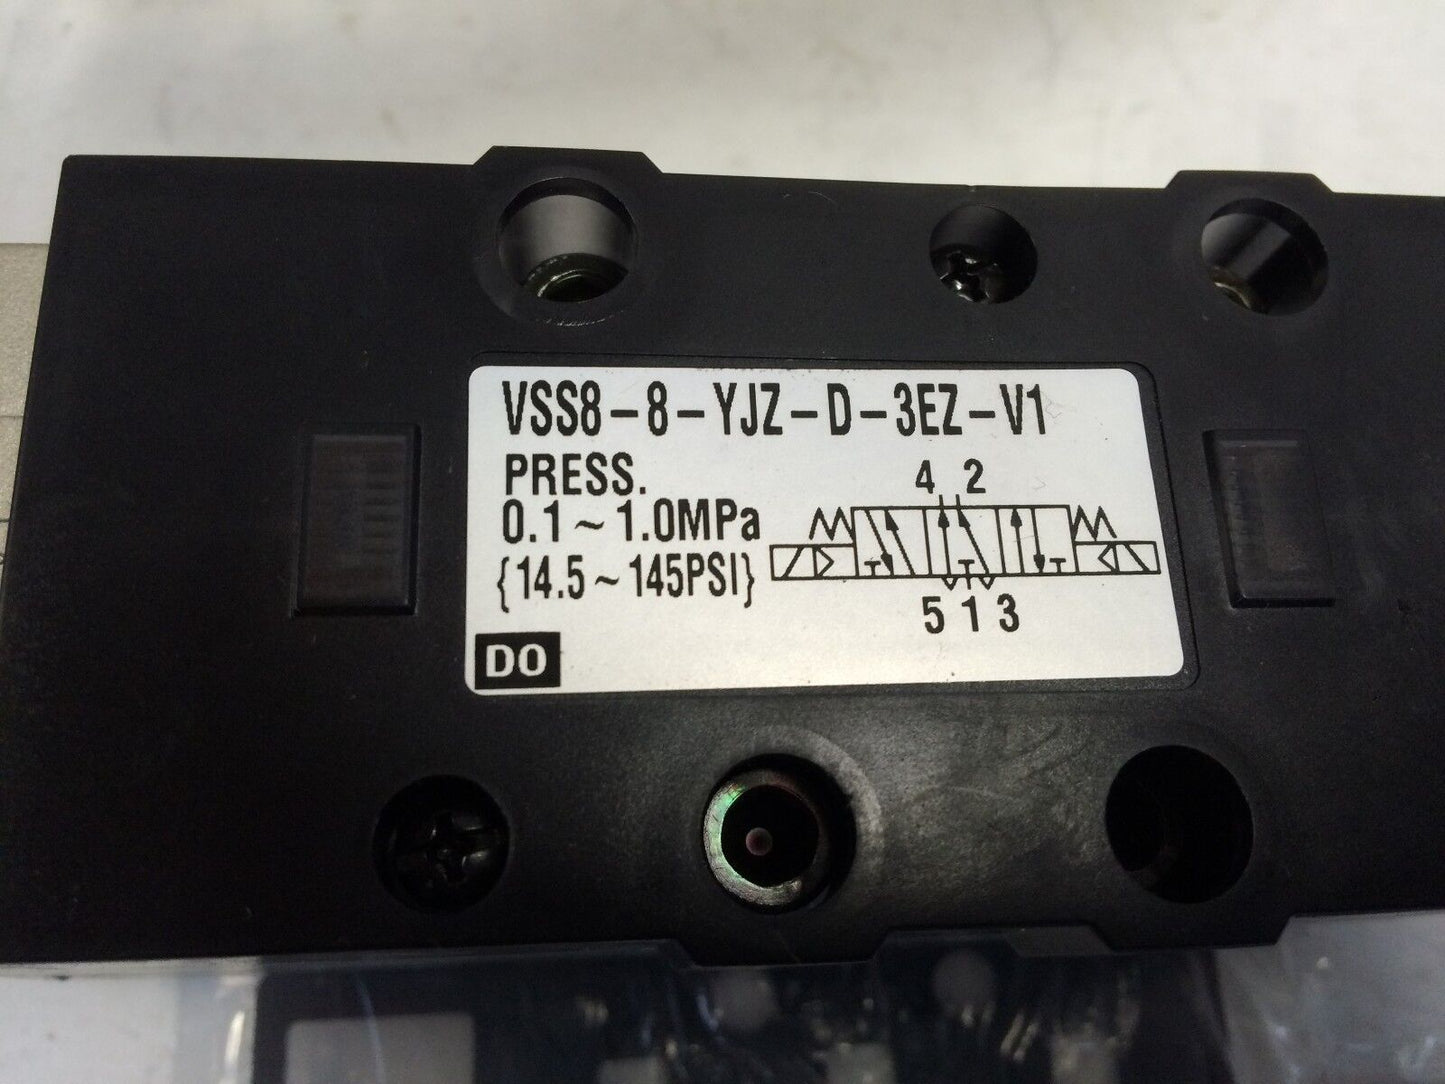 VSS8-8-YJZ-D-3EZ-V1
PRESS.
0.1~1.0MPa
{14.5~145PSI}
4 2
5 1 3
DO